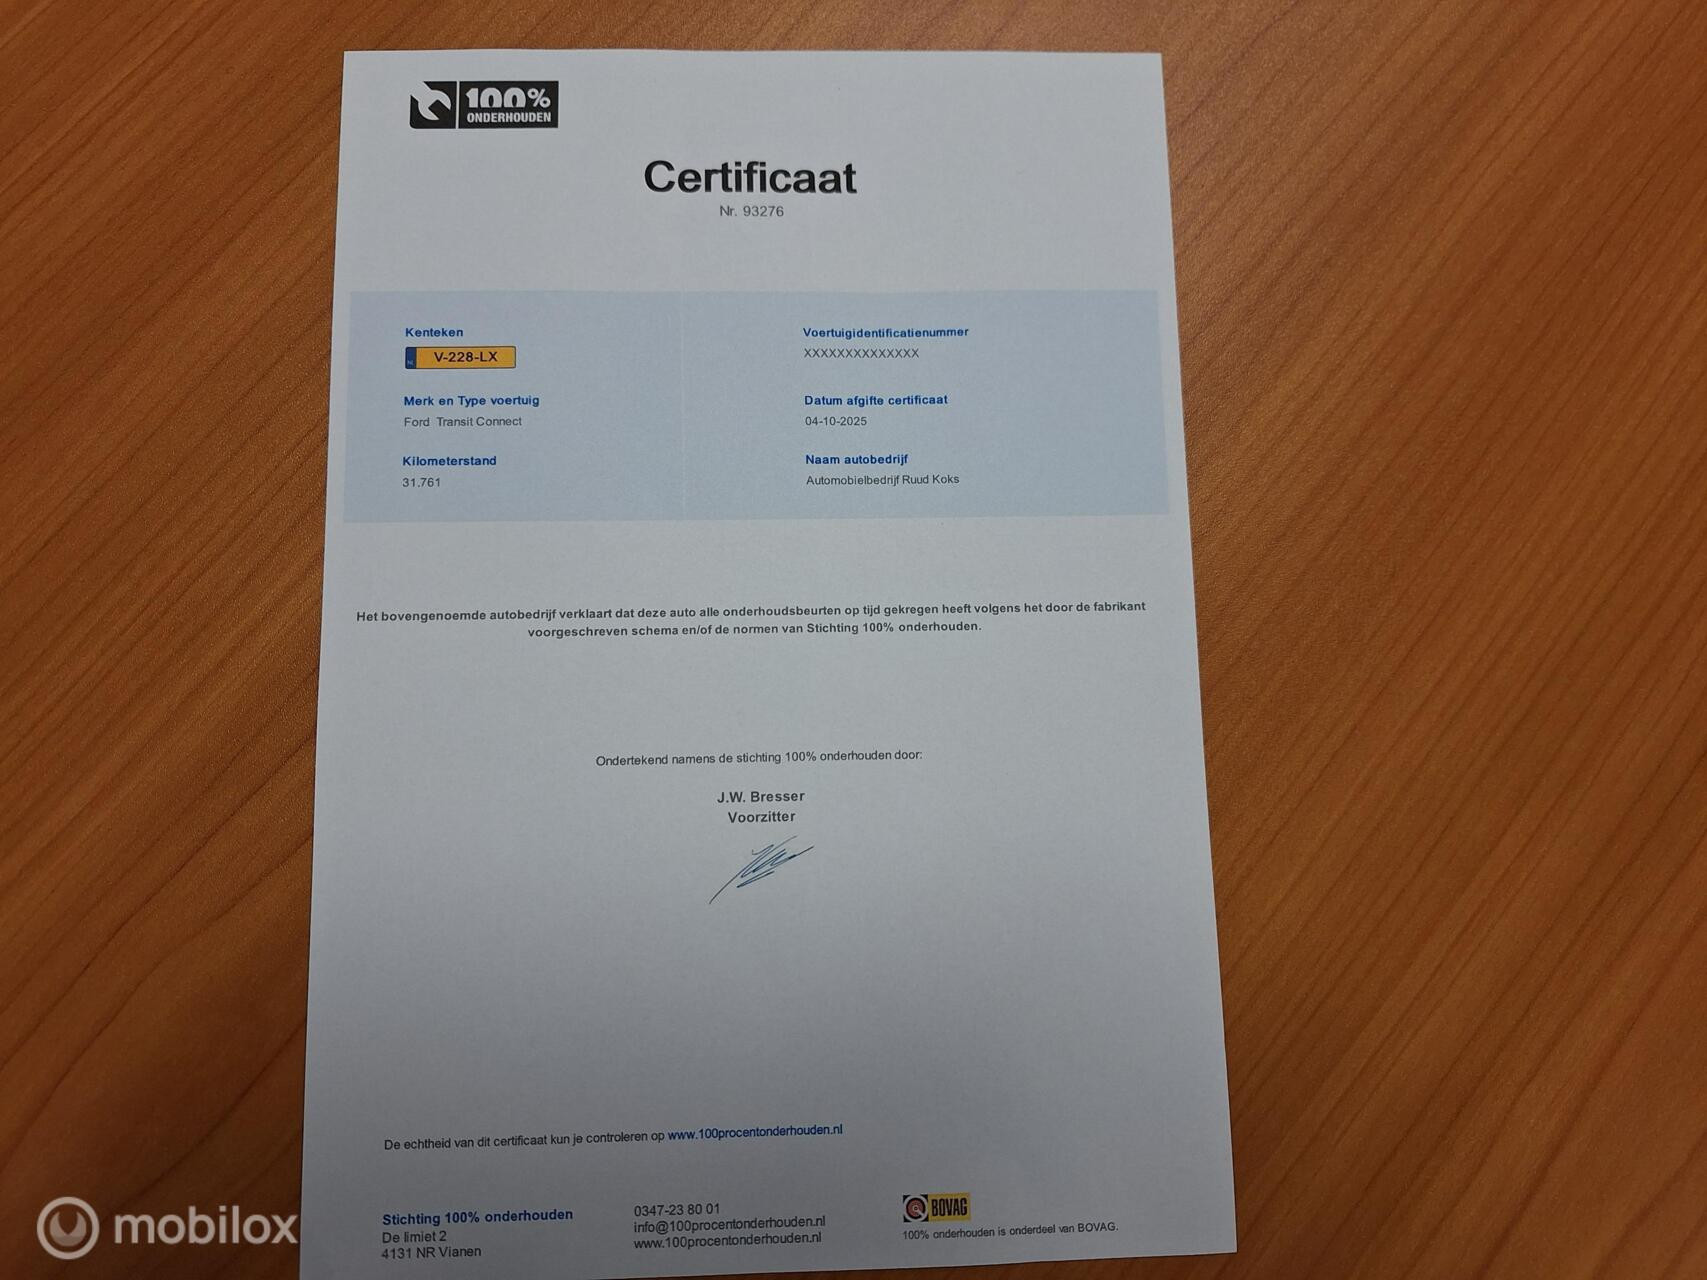 100%
ONDERHOUDEN
Certificaat
Nr. 93276
Kenteken
NL V-228-LX
Merk en Type voertuig
Ford Transit Connect
Kilometerstand
31.761
Voertuigidentificatienummer
XXXXXXXXXXXXXX
Datum afgifte certificaat
04-10-2025
Naam autobedrijf
Automobielbedrijf Ruud Koks
Het bovengenoemde autobedrijf verklaart dat deze auto alle onderhoudsbeurten op tijd gekregen heeft volgens het door de fabrikant
voorgeschreven schema en/of de normen van Stichting 100% onderhouden.
Ondertekend namens de stichting 100% onderhouden door:
J.W. Bresser
Voorzitter
De echtheid van dit certificaat kun je controleren op www.100procentonderhouden.nl
Stichting 100% onderhouden
De limiet 2
4131 NR Vianen
0347-23 80 01
info@100procentonderhouden.nl
www.100procentonderhouden.nl
BOVAG
100% onderhouden is onderdeel van BOVAG.
mobilox